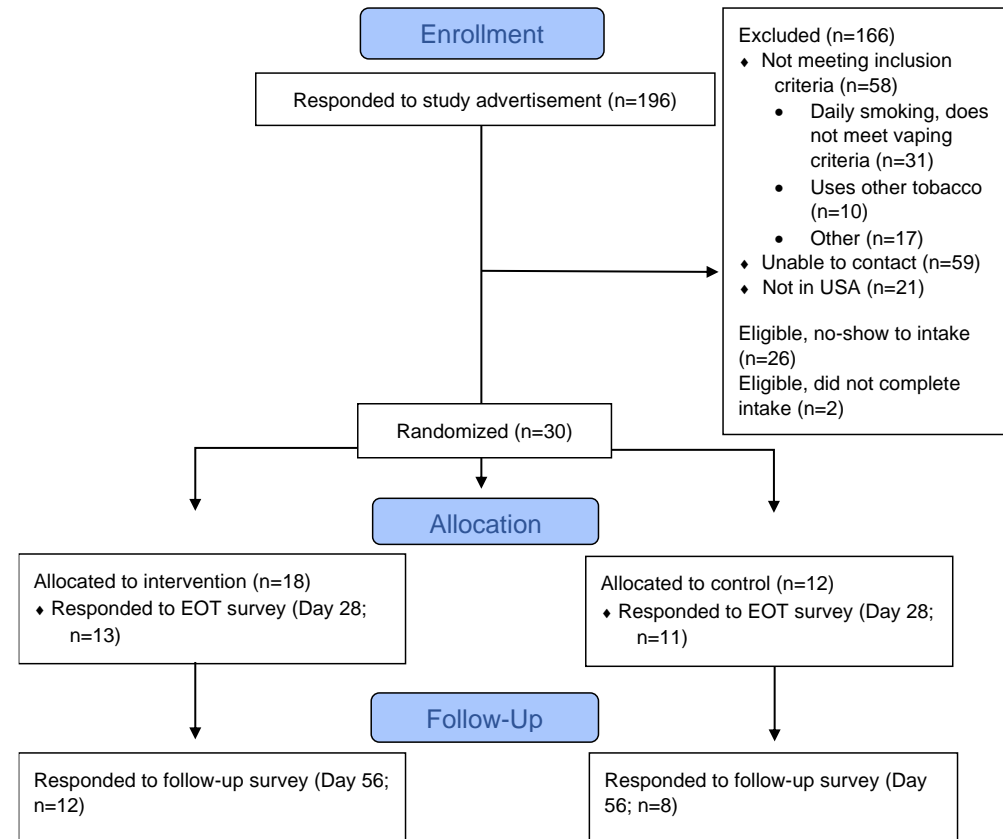 Enrollment
Responded to study advertisement (n=196)
Excluded (n=166)
♦ Not meeting inclusion
criteria (n=58)
• Daily smoking, does
not meet vaping
criteria (n=31)
• Uses other tobacco
(n=10)
• Other (n=17)
♦ Unable to contact (n=59)
♦ Not in USA (n=21)
Eligible, no-show to intake
(n=26)
Eligible, did not complete
intake (n=2)
Randomized (n=30)
Allocation
Allocated to intervention (n=18)
♦ Responded to EOT survey (Day 28;
n=13)
Allocated to control (n=12)
♦ Responded to EOT survey (Day 28;
n=11)
Follow-Up
Responded to follow-up survey (Day 56;
n=12)
Responded to follow-up survey (Day
56; n=8)